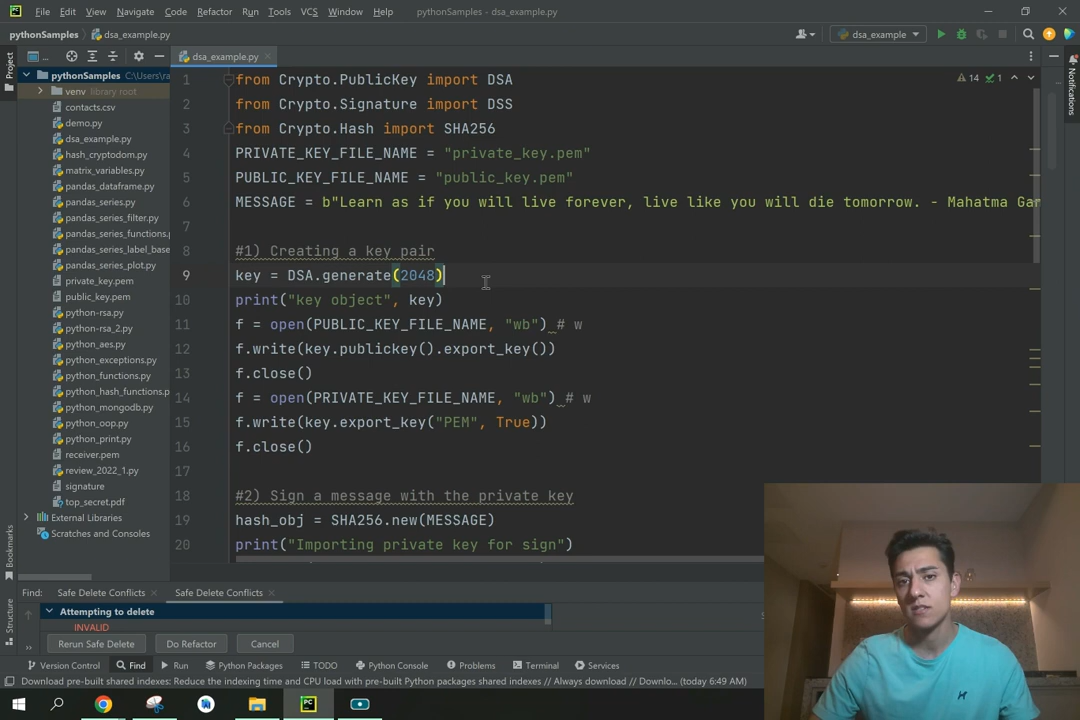 File Edit View Navigate Code Refactor Run Tools VCS Window Help pythonSamples - dsa_example.py
pythonSamples dsa_example.py dsa_example
Project
... dsa_example.py
Notifications
pythonSamples C:\Users\ra
venv library root
contacts.csv
demo.py
dsa_example.py
hash_cryptodom.py
matrix_variables.py
pandas_dataframe.py
pandas_series.py
pandas_series_filter.py
pandas_series_functions.p
pandas_series_label_base
pandas_series_plot.py
private_key.pem
public_key.pem
python-rsa.py
python-rsa_2.py
python_aes.py
python_exceptions.py
python_functions.py
python_hash_functions.p
python_mongodb.py
python_oop.py
python_print.py
receiver.pem
review_2022_1.py
signature
top_secret.pdf
External Libraries
Scratches and Consoles
14 1
1 from Crypto.PublicKey import DSA
2 from Crypto.Signature import DSS
3 from Crypto.Hash import SHA256
4 PRIVATE_KEY_FILE_NAME = "private_key.pem"
5 PUBLIC_KEY_FILE_NAME = "public_key.pem"
6 MESSAGE = b"Learn as if you will live forever, live like you will die tomorrow. - Mahatma Gan
7
8 #1) Creating a key pair
9 key = DSA.generate(2048)
10 print("key object", key)
11 f = open(PUBLIC_KEY_FILE_NAME, "wb") # w
12 f.write(key.publickey().export_key())
13 f.close()
14 f = open(PRIVATE_KEY_FILE_NAME, "wb") # w
15 f.write(key.export_key("PEM", True))
16 f.close()
17
18 #2) Sign a message with the private key
19 hash_obj = SHA256.new(MESSAGE)
20 print("Importing private key for sign")
Bookmarks
Structure
Find: Safe Delete Conflicts Safe Delete Conflicts
Attempting to delete
INVALID
Rerun Safe Delete Do Refactor Cancel
Version Control Find Run Python Packages TODO Python Console Problems Terminal Services
Download pre-built shared indexes: Reduce the indexing time and CPU load with pre-built Python packages shared indexes // Always download // Downlo... (today 6:49 AM)